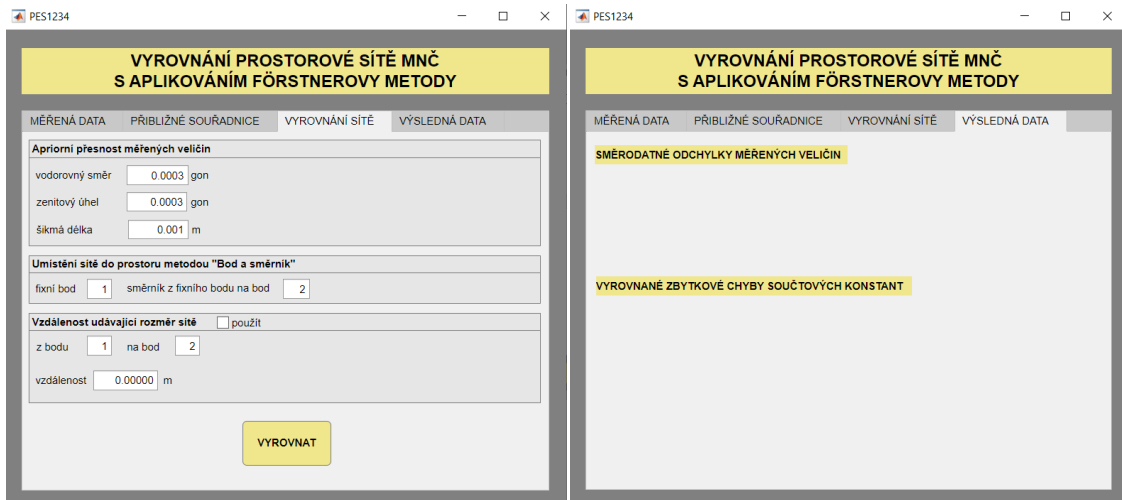 PES1234
VYROVNÁNÍ PROSTOROVÉ SÍTĚ MNČ
S APLIKOVÁNÍM FÖRSTNEROVY METODY
MĚŘENÁ DATA PŘIBLIŽNÉ SOUŘADNICE VYROVNÁNÍ SÍTĚ VÝSLEDNÁ DATA
Apriorní přesnost měřených veličin
vodorovný směr 0.0003 gon
zenitový úhel 0.0003 gon
šikmá délka 0.001 m
Umístění sítě do prostoru metodou "Bod a směrník"
fixní bod 1 směrník z fixního bodu na bod 2
Vzdálenost udávající rozměr sítě použít
z bodu 1 na bod 2
vzdálenost 0.00000 m
VYROVNAT
PES1234
VYROVNÁNÍ PROSTOROVÉ SÍTĚ MNČ
S APLIKOVÁNÍM FÖRSTNEROVY METODY
MĚŘENÁ DATA PŘIBLIŽNÉ SOUŘADNICE VYROVNÁNÍ SÍTĚ VÝSLEDNÁ DATA
SMĚRODATNÉ ODCHYLKY MĚŘENÝCH VELIČIN
VYROVNANÉ ZBYTKOVÉ CHYBY SOUČTOVÝCH KONSTANT